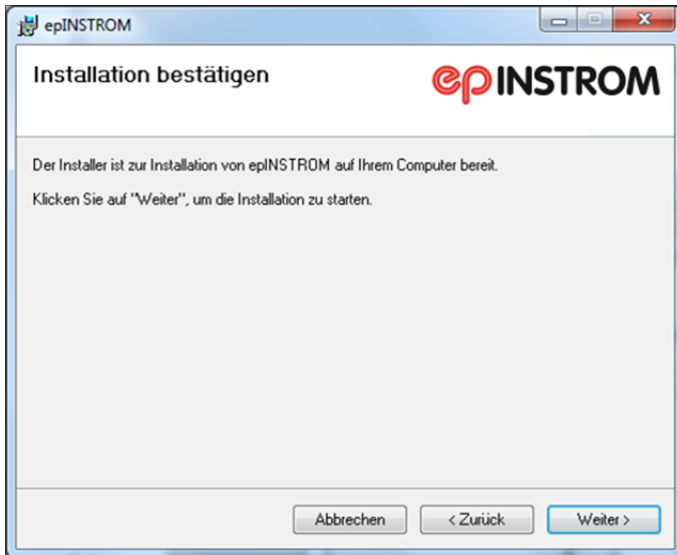 epINSTROM
Installation bestätigen
epINSTROM
Der Installer ist zur Installation von epINSTROM auf Ihrem Computer bereit.
Klicken Sie auf "Weiter", um die Installation zu starten.
Abbrechen
< Zurück
Weiter >